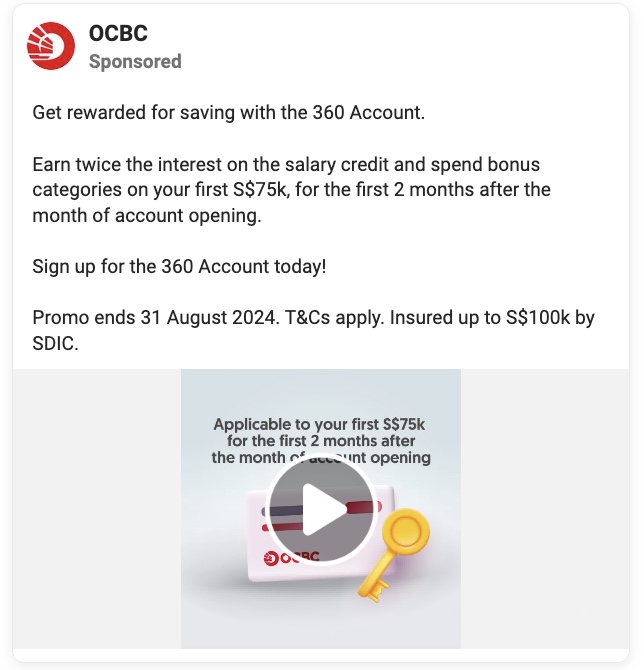 OCBC
Sponsored
Get rewarded for saving with the 360 Account.
Earn twice the interest on the salary credit and spend bonus
categories on your first S$75k, for the first 2 months after the
month of account opening.
Sign up for the 360 Account today!
Promo ends 31 August 2024. T&Cs apply. Insured up to S$100k by
SDIC.
Applicable to your first S$75k
for the first 2 months after
the month of account opening
OCBC